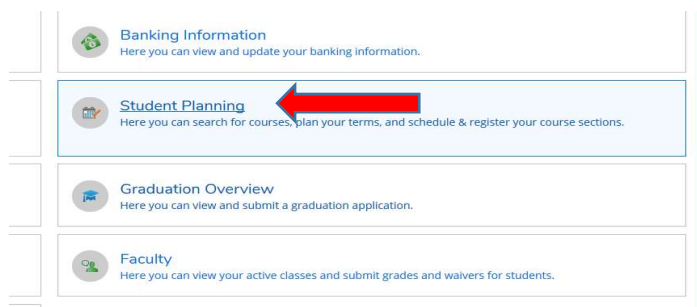 Banking Information
Here you can view and update your banking information.
Student Planning
Here you can search for courses, plan your terms, and schedule & register your course sections.
Graduation Overview
Here you can view and submit a graduation application.
Faculty
Here you can view your active classes and submit grades and waivers for students.